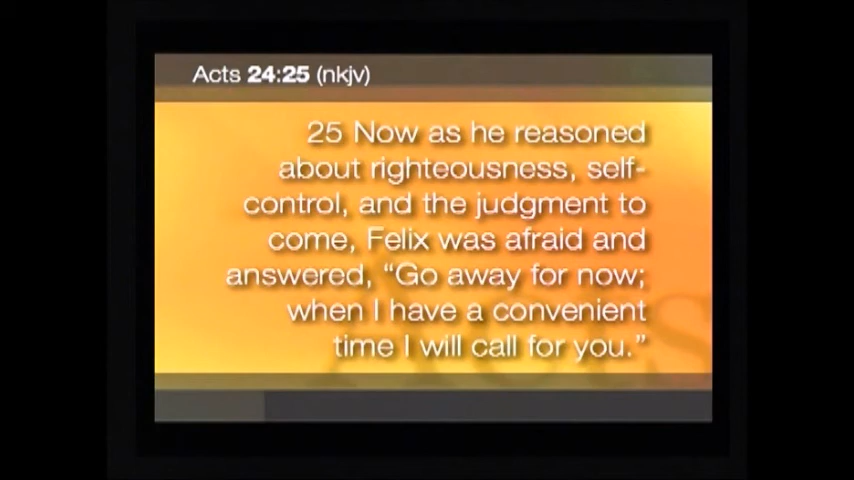 Acts 24:25 (nkjv)
25 Now as he reasoned
about righteousness, self-
control, and the judgment to
come, Felix was afraid and
answered, “Go away for now;
when I have a convenient
time I will call for you.”
Acts